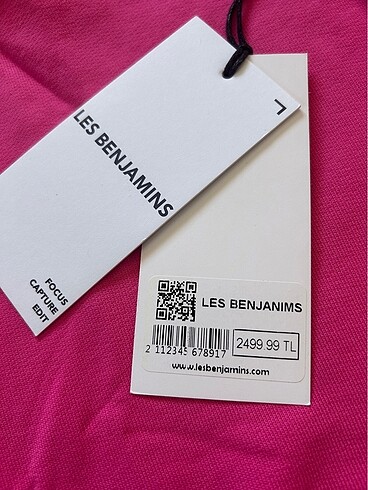 LES BENJAMINS
FOCUS
CAPTURE
EDIT
LES BENJANIMS
2 112345 678917
2499.99 TL
www.lesbenjamins.com